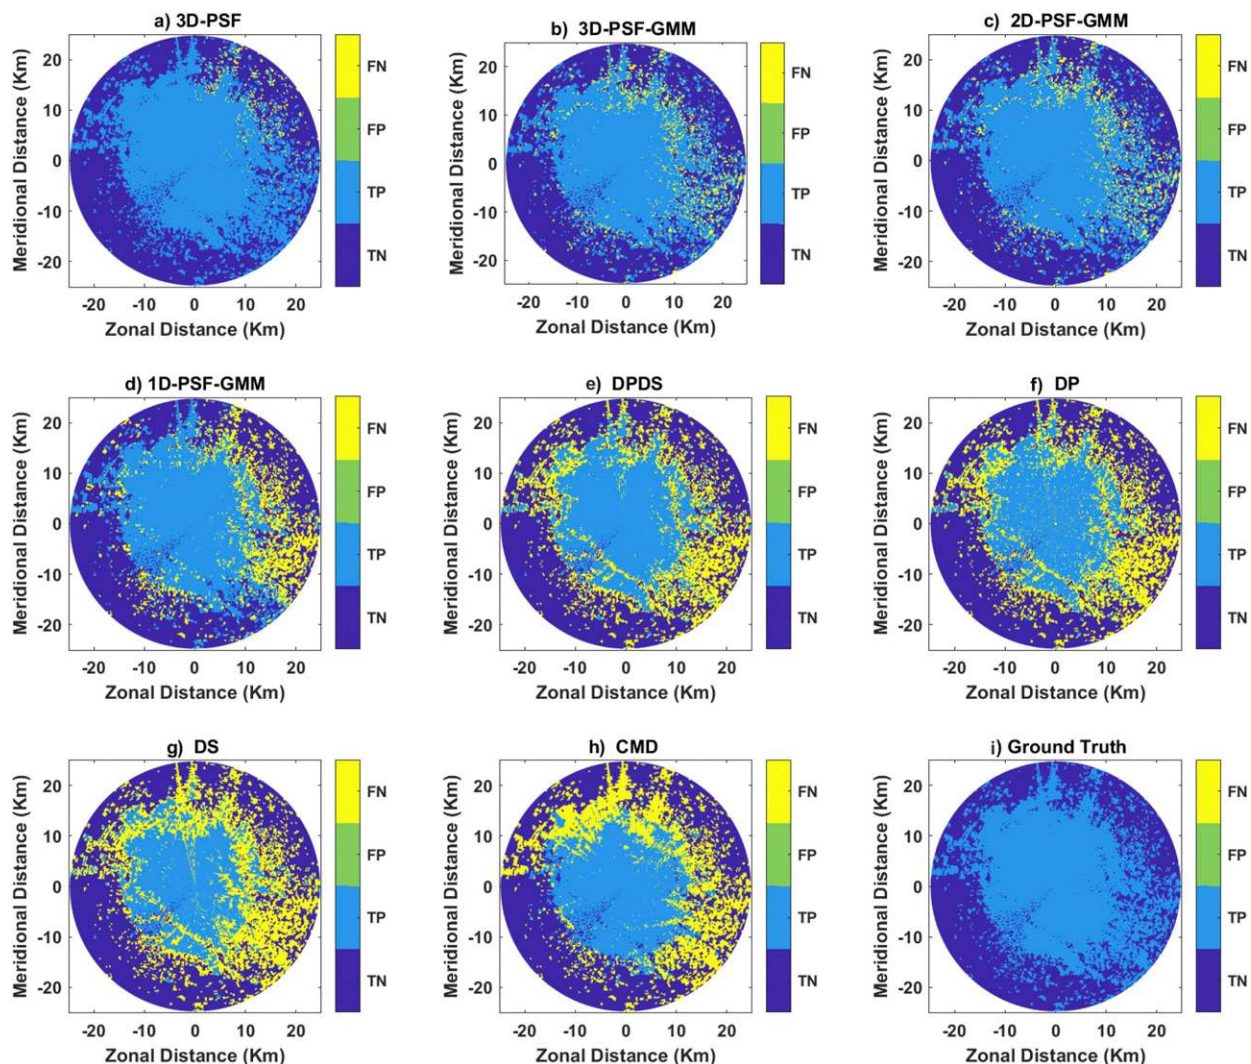 a) 3D-PSF
Meridional Distance (Km)
20
10
0
-10
-20
-20 -10 0 10 20
Zonal Distance (Km)
FN
FP
TP
TN
b) 3D-PSF-GMM
Meridional Distance (Km)
20
10
0
-10
-20
-20 -10 0 10 20
Zonal Distance (Km)
FN
FP
TP
TN
c) 2D-PSF-GMM
Meridional Distance (Km)
20
10
0
-10
-20
-20 -10 0 10 20
Zonal Distance (Km)
FN
FP
TP
TN
d) 1D-PSF-GMM
Meridional Distance (Km)
20
10
0
-10
-20
-20 -10 0 10 20
Zonal Distance (Km)
FN
FP
TP
TN
e) DPDS
Meridional Distance (Km)
20
10
0
-10
-20
-20 -10 0 10 20
Zonal Distance (Km)
FN
FP
TP
TN
f) DP
Meridional Distance (Km)
20
10
0
-10
-20
-20 -10 0 10 20
Zonal Distance (Km)
FN
FP
TP
TN
g) DS
Meridional Distance (Km)
20
10
0
-10
-20
-20 -10 0 10 20
Zonal Distance (Km)
FN
FP
TP
TN
h) CMD
Meridional Distance (Km)
20
10
0
-10
-20
-20 -10 0 10 20
Zonal Distance (Km)
FN
FP
TP
TN
i) Ground Truth
Meridional Distance (Km)
20
10
0
-10
-20
-20 -10 0 10 20
Zonal Distance (Km)
FN
FP
TP
TN